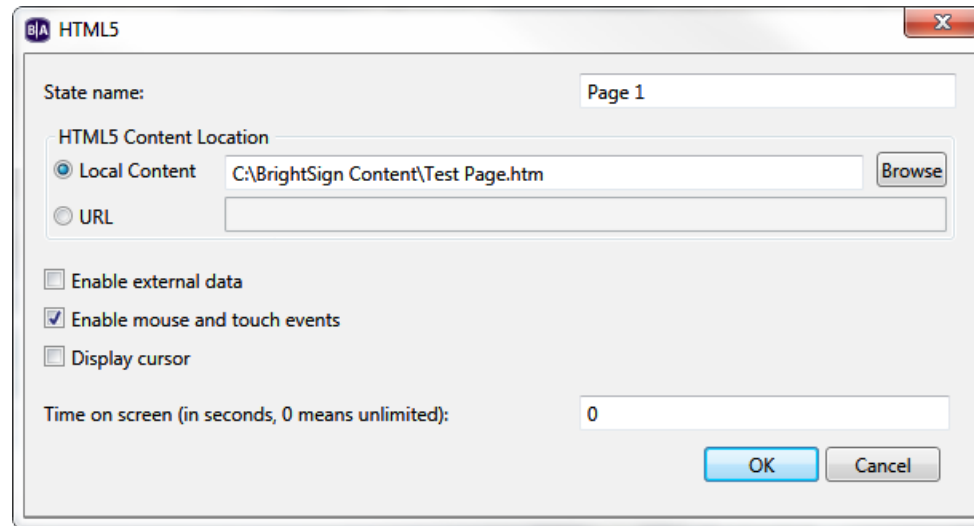 B|A HTML5
State name: Page 1
HTML5 Content Location
Local Content C:\BrightSign Content\Test Page.htm Browse
URL
Enable external data
Enable mouse and touch events
Display cursor
Time on screen (in seconds, 0 means unlimited): 0
OK Cancel